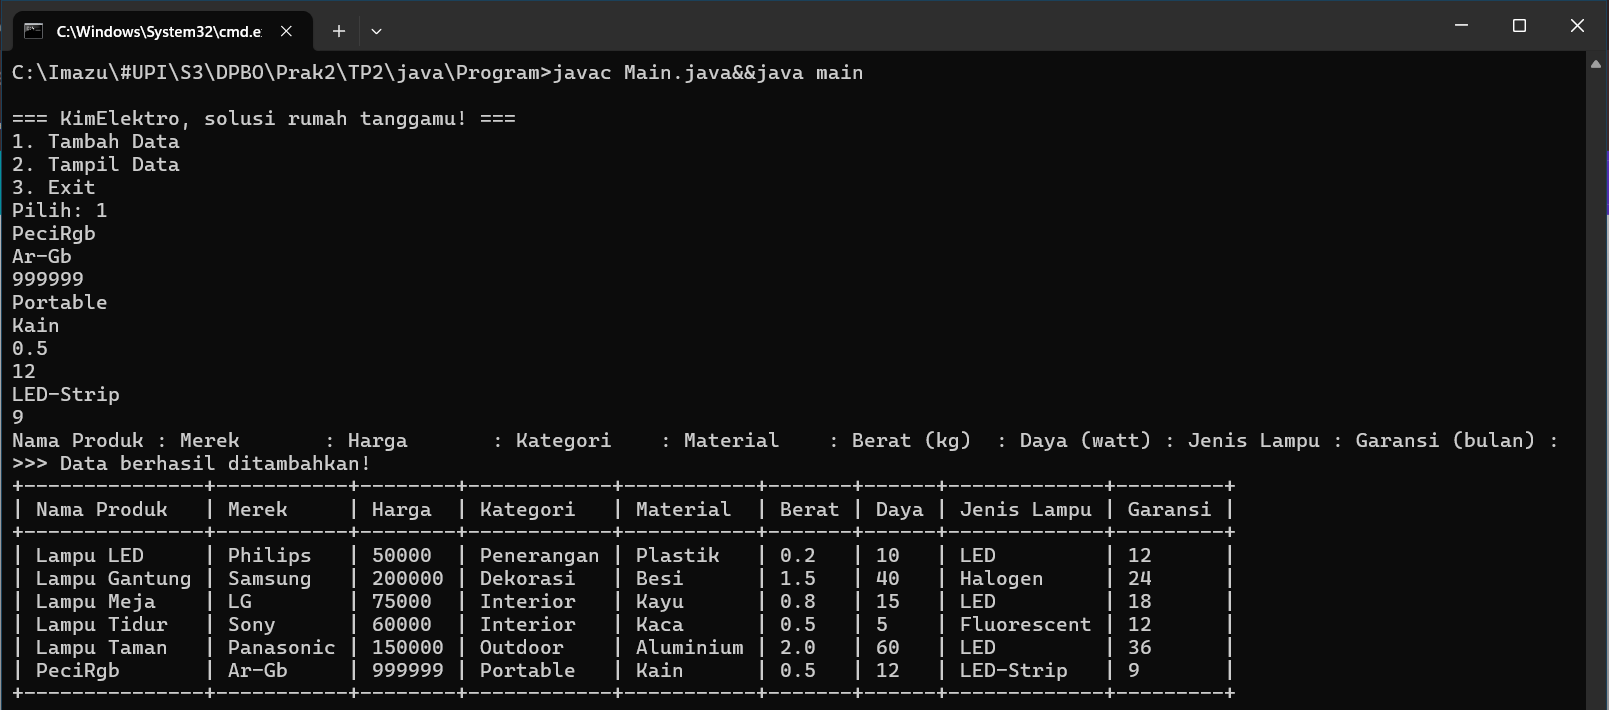 C:\Windows\System32\cmd.e
C:\Imazu\#UPI\S3\DPBO\Prak2\TP2\java\Program>javac Main.java&&java main
=== KimElektro, solusi rumah tanggamu! ===
1. Tambah Data
2. Tampil Data
3. Exit
Pilih: 1
PeciRgb
Ar-Gb
999999
Portable
Kain
0.5
12
LED-Strip
9
Nama Produk : Merek       : Harga       : Kategori    : Material    : Berat (kg)  : Daya (watt) : Jenis Lampu : Garansi (bulan) :
>>> Data berhasil ditambahkan!
+---------------+-----------+--------+------------+-----------+-------+------+-------------+---------+
| Nama Produk   | Merek     | Harga  | Kategori   | Material  | Berat | Daya | Jenis Lampu | Garansi |
+---------------+-----------+--------+------------+-----------+-------+------+-------------+---------+
| Lampu LED     | Philips   | 50000  | Penerangan | Plastik   | 0.2   | 10   | LED         | 12      |
| Lampu Gantung | Samsung   | 200000 | Dekorasi   | Besi      | 1.5   | 40   | Halogen     | 24      |
| Lampu Meja    | LG        | 75000  | Interior   | Kayu      | 0.8   | 15   | LED         | 18      |
| Lampu Tidur   | Sony      | 60000  | Interior   | Kaca      | 0.5   | 5    | Fluorescent | 12      |
| Lampu Taman   | Panasonic | 150000 | Outdoor    | Aluminium | 2.0   | 60   | LED         | 36      |
| PeciRgb       | Ar-Gb     | 999999 | Portable   | Kain      | 0.5   | 12   | LED-Strip   | 9       |
+---------------+-----------+--------+------------+-----------+-------+------+-------------+---------+